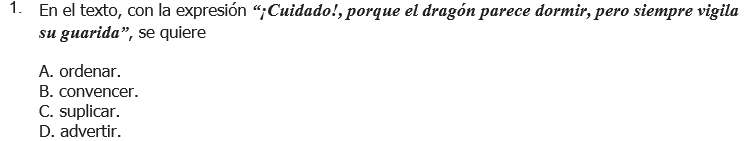 1. En el texto, con la expresión “¡Cuidado!, porque el dragón parece dormir, pero siempre vigila
su guarida”, se quiere
A. ordenar.
B. convencer.
C. suplicar.
D. advertir.